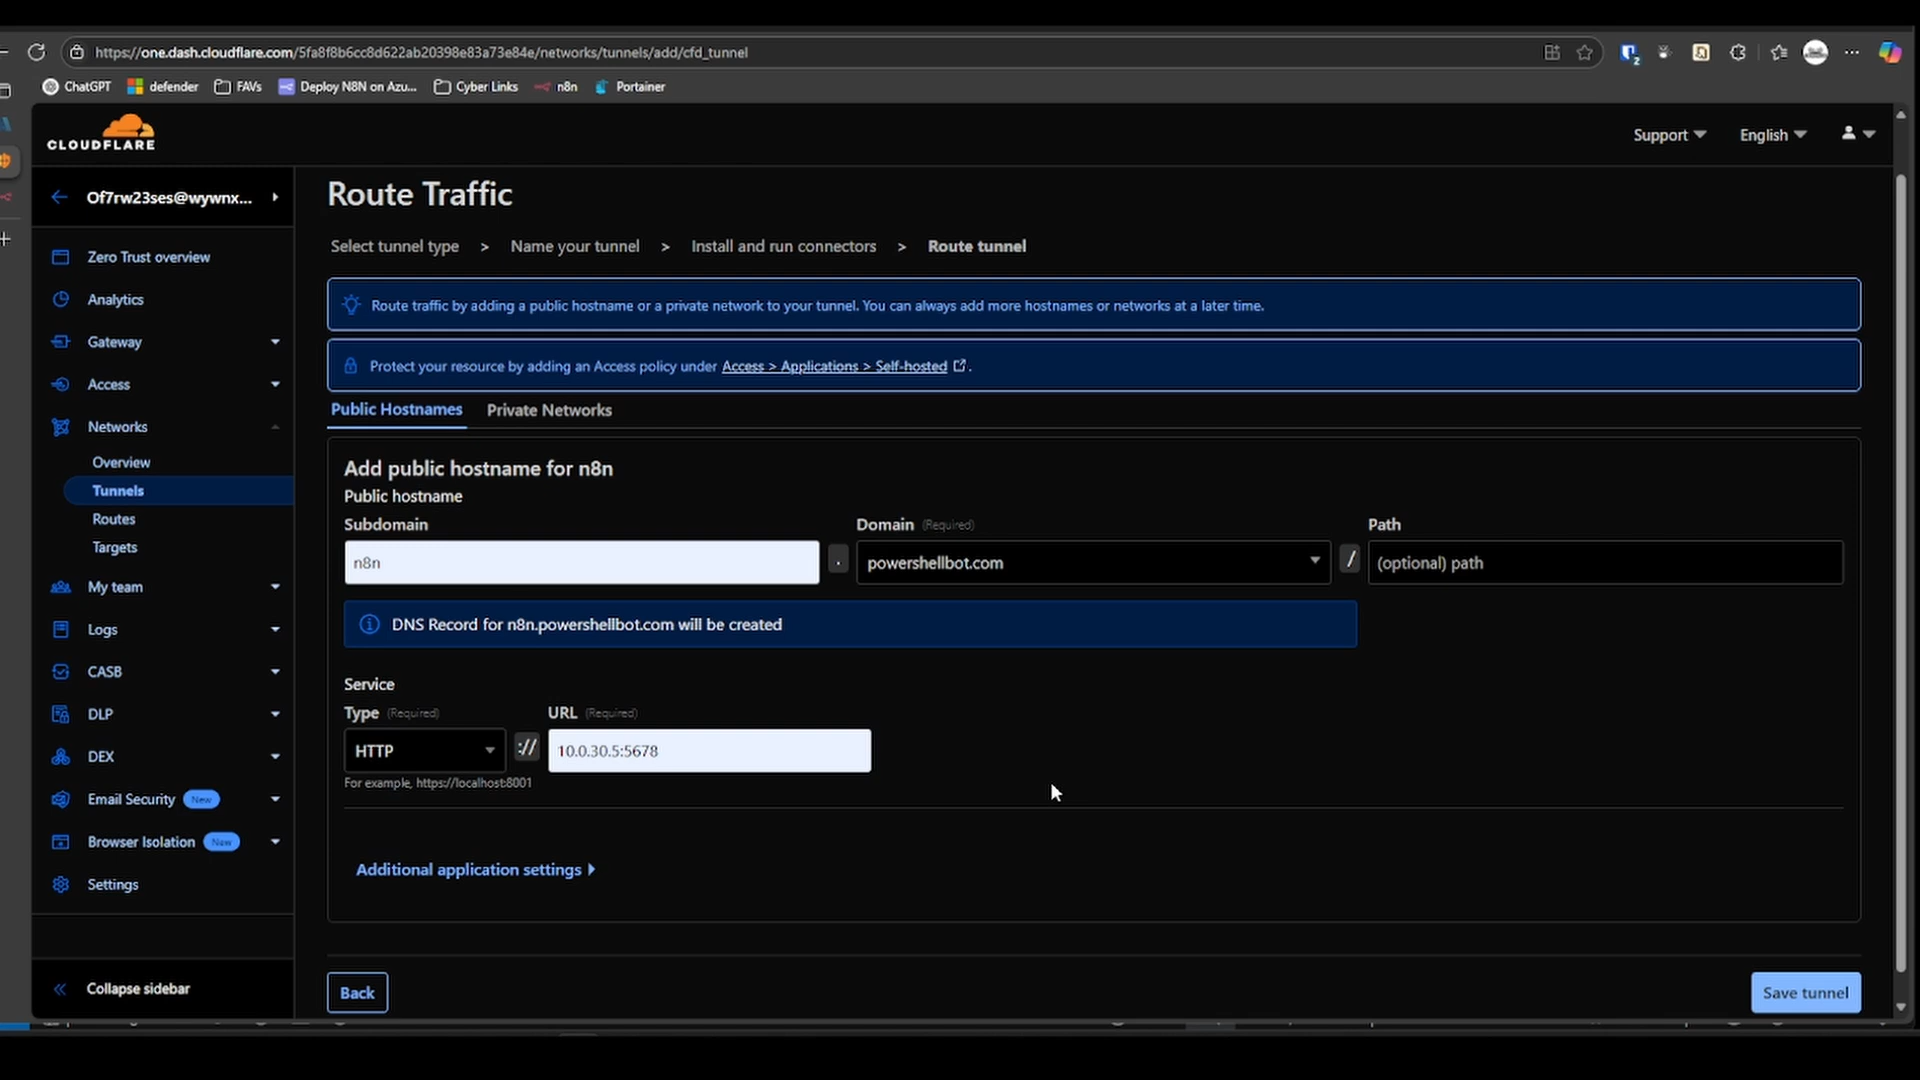 https://one.dash.cloudflare.com/5fa8f8b6cc8d622ab20398e83a73e84e/networks/tunnels/add/cfd_tunnel
2
ChatGPT defender FAVs Deploy N8N on Azu... Cyber Links n8n Portainer
CLOUDFLARE
Support English
Of7rw23ses@wywnx...
Zero Trust overview
Analytics
Gateway
Access
Networks
Overview
Tunnels
Routes
Targets
My team
Logs
CASB
DLP
DEX
Email Security New
Browser Isolation New
Settings
Collapse sidebar
Route Traffic
Select tunnel type > Name your tunnel > Install and run connectors > Route tunnel
Route traffic by adding a public hostname or a private network to your tunnel. You can always add more hostnames or networks at a later time.
Protect your resource by adding an Access policy under Access > Applications > Self-hosted .
Public Hostnames Private Networks
Add public hostname for n8n
Public hostname
Subdomain Domain (Required) Path
n8n . powershellbot.com / (optional) path
DNS Record for n8n.powershellbot.com will be created
Service
Type (Required) URL (Required)
HTTP :// 10.0.30.5:5678
For example, https://localhost:8001
Additional application settings
Back Save tunnel